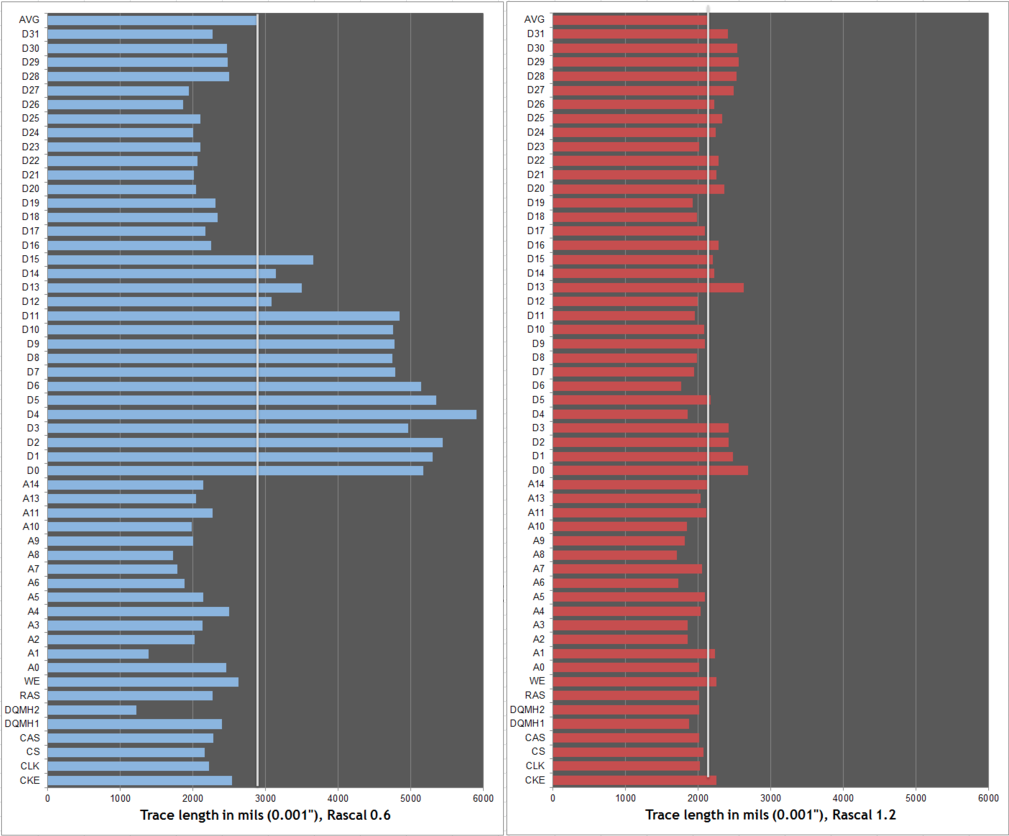 AVG
D31
D30
D29
D28
D27
D26
D25
D24
D23
D22
D21
D20
D19
D18
D17
D16
D15
D14
D13
D12
D11
D10
D9
D8
D7
D6
D5
D4
D3
D2
D1
D0
A14
A13
A11
A10
A9
A8
A7
A6
A5
A4
A3
A2
A1
A0
WE
RAS
DQMH2
DQMH1
CAS
CS
CLK
CKE
0 1000 2000 3000 4000 5000 6000
Trace length in mils (0.001"), Rascal 0.6
AVG
D31
D30
D29
D28
D27
D26
D25
D24
D23
D22
D21
D20
D19
D18
D17
D16
D15
D14
D13
D12
D11
D10
D9
D8
D7
D6
D5
D4
D3
D2
D1
D0
A14
A13
A11
A10
A9
A8
A7
A6
A5
A4
A3
A2
A1
A0
WE
RAS
DQMH2
DQMH1
CAS
CS
CLK
CKE
0 1000 2000 3000 4000 5000 6000
Trace length in mils (0.001"), Rascal 1.2